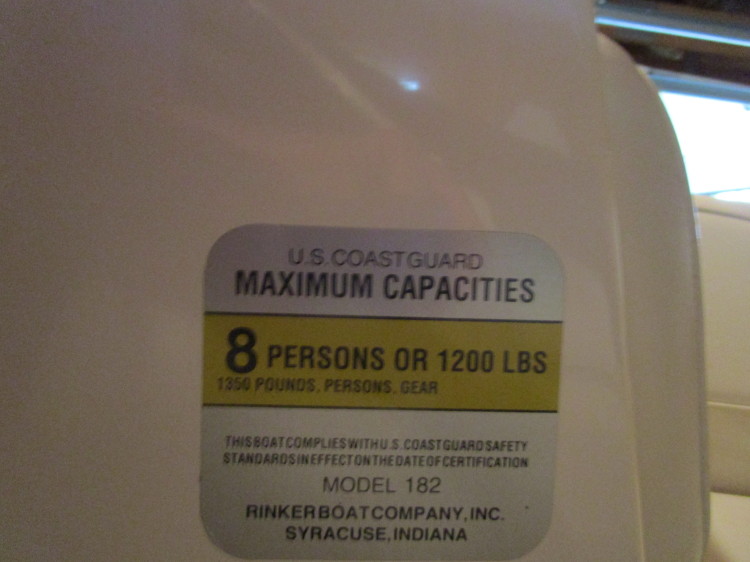 U.S. COAST GUARD
MAXIMUM CAPACITIES
8 PERSONS OR 1200 LBS
1350 POUNDS, PERSONS, GEAR
THIS BOAT COMPLIES WITH U.S. COAST GUARD SAFETY
STANDARDS IN EFFECT ON THE DATE OF CERTIFICATION
MODEL 182
RINKER BOAT COMPANY, INC.
SYRACUSE, INDIANA